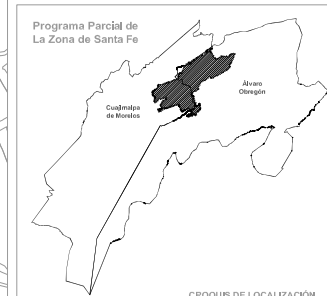 Programa Parcial de
La Zona de Santa Fe
Álvaro
Obregón
Cuajimalpa
de Morelos
CROQUIS DE LOCALIZACIÓN